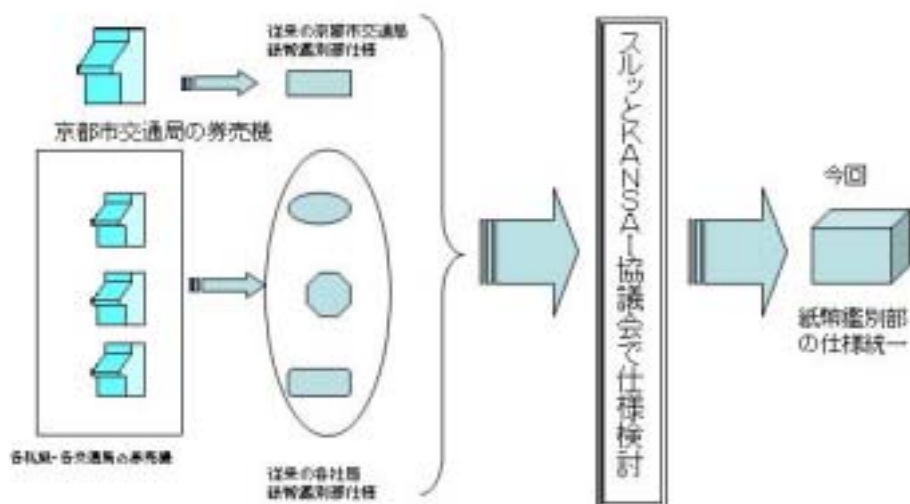 従来の京都市交通局
紙幣鑑別部仕様
京都市交通局の券売機
各私鉄・各交通局の券売機
従来の各社局
紙幣鑑別部仕様
スルッとKANSAI協議会で仕様検討
今回
紙幣鑑別部
の仕様統一